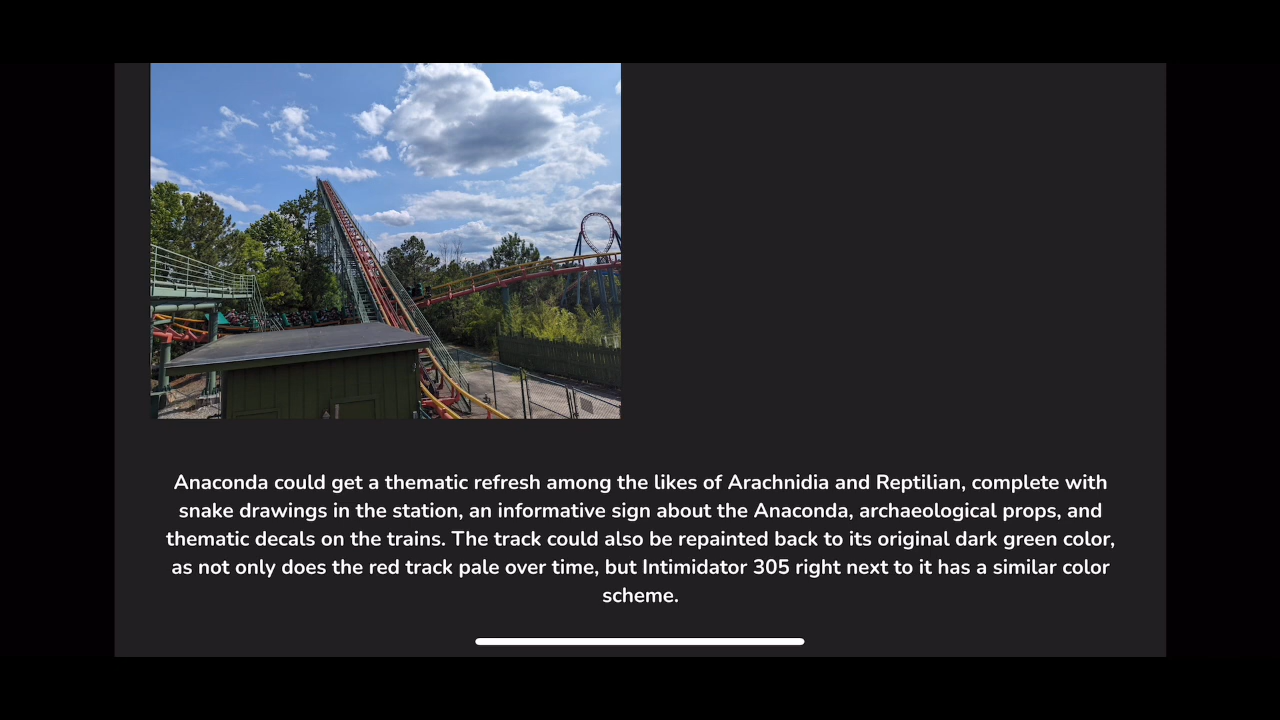 Anaconda could get a thematic refresh among the likes of Arachnidia and Reptilian, complete with
snake drawings in the station, an informative sign about the Anaconda, archaeological props, and
thematic decals on the trains. The track could also be repainted back to its original dark green color,
as not only does the red track pale over time, but Intimidator 305 right next to it has a similar color
scheme.